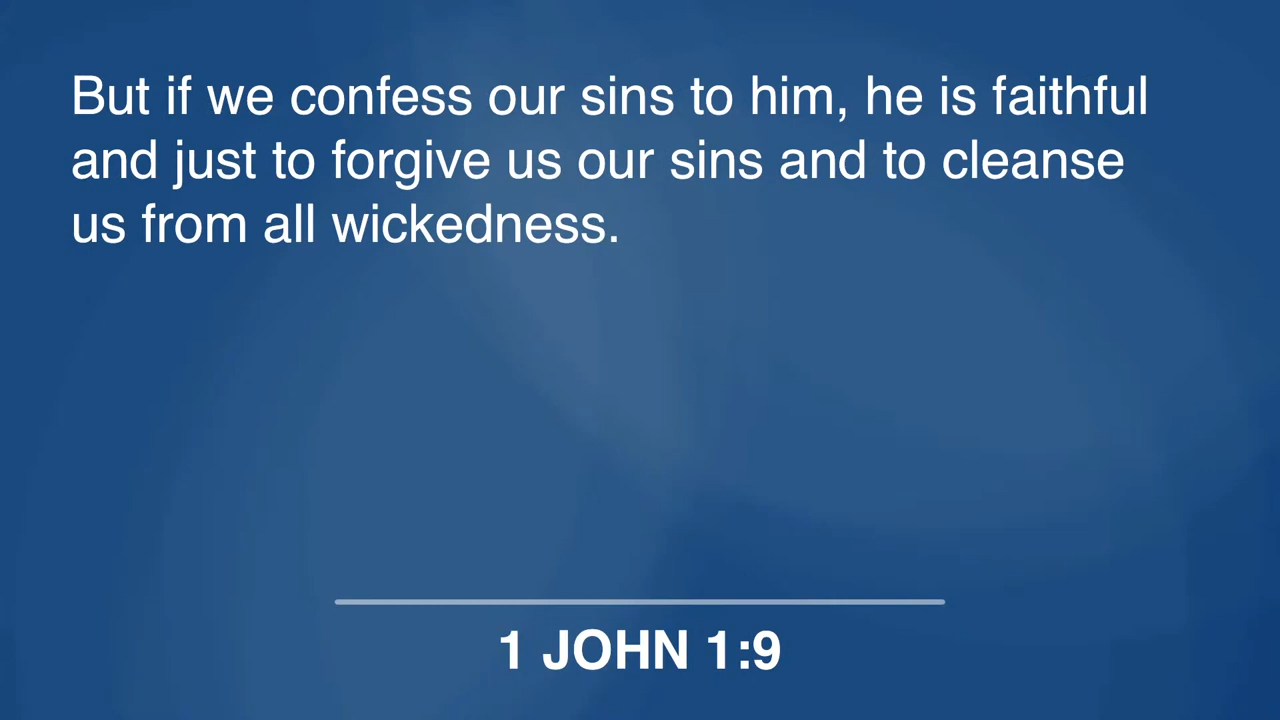 But if we confess our sins to him, he is faithful
and just to forgive us our sins and to cleanse
us from all wickedness.
1 JOHN 1:9